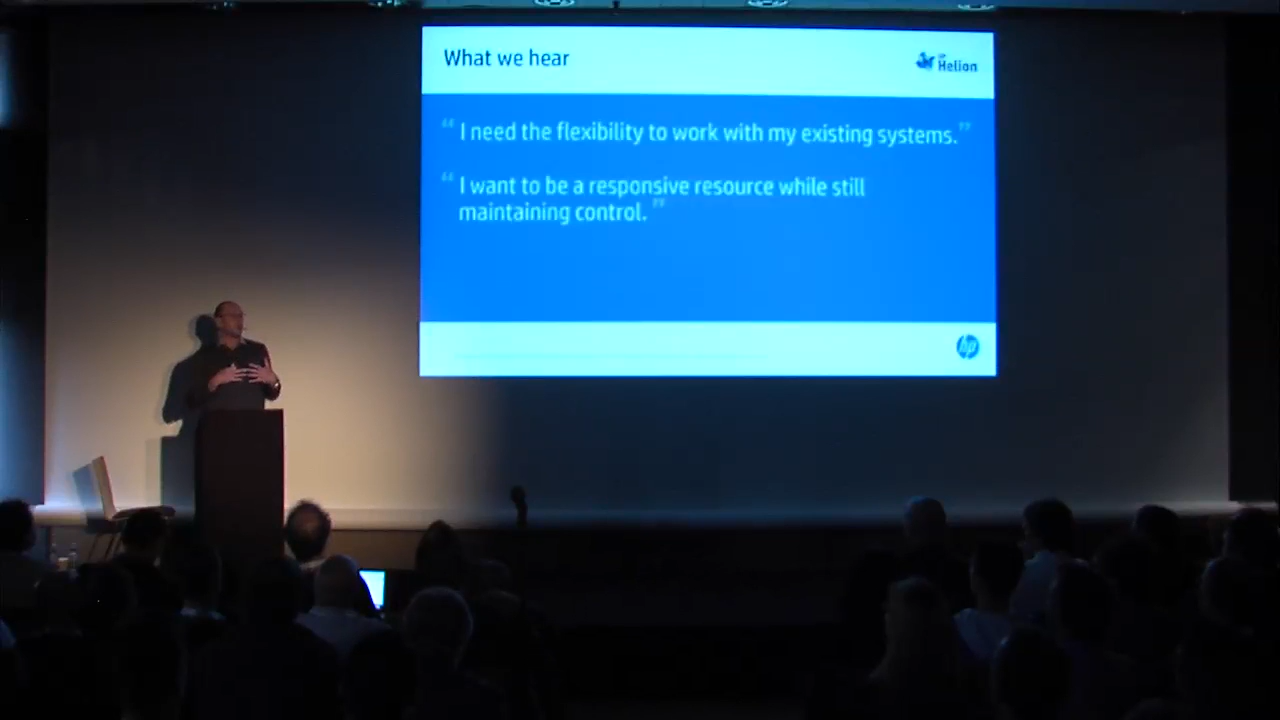 What we hear
hp
Helion
“ I need the flexibility to work with my existing systems.”
“ I want to be a responsive resource while still
maintaining control. ”
hp